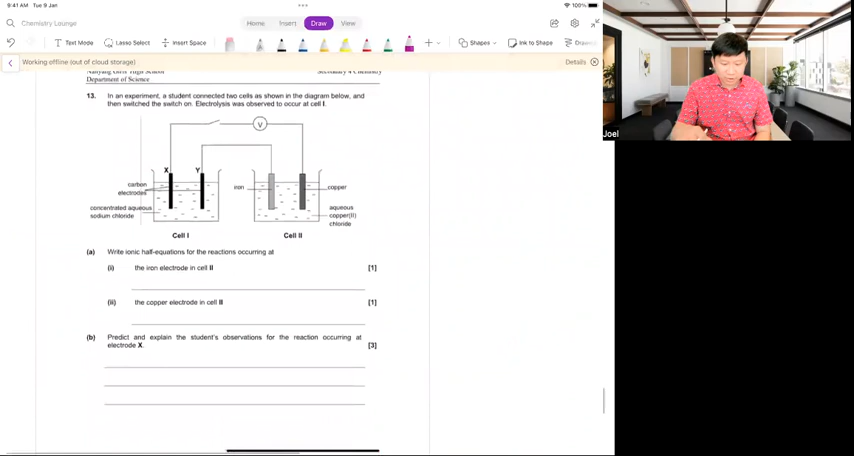 9:41 AM Tue 9 Jan
100%
Chemistry Lounge
Home Insert Draw View
Text Mode Lasso Select Insert Space Shapes Ink to Shape
Working offline (out of cloud storage) Details
Department of Science
13. In an experiment, a student connected two cells as shown in the diagram below, and
then switched the switch on. Electrolysis was observed to occur at cell I.
V
X Y
carbon
electrodes
iron
copper
concentrated aqueous
sodium chloride
aqueous
copper(II)
chloride
Cell I
Cell II
(a) Write ionic half-equations for the reactions occurring at
(i) the iron electrode in cell II [1]
(ii) the copper electrode in cell II [1]
(b) Predict and explain the student's observations for the reaction occurring at
electrode X. [3]
Joel